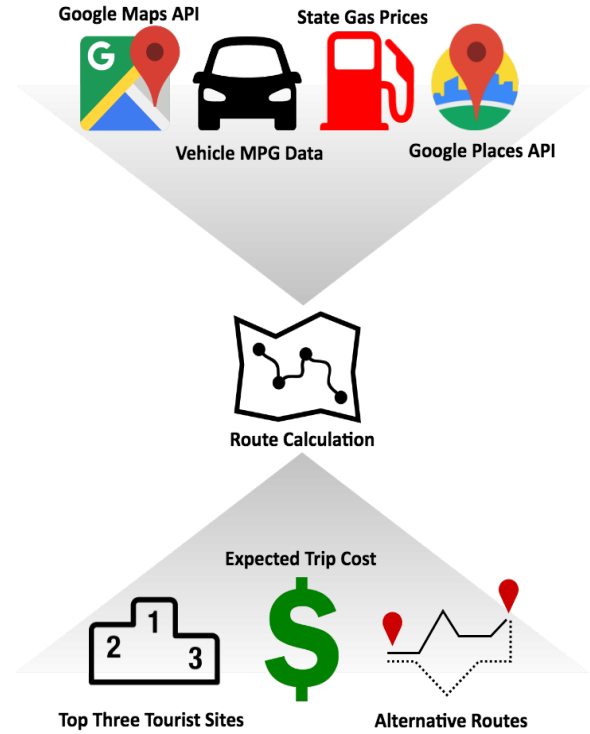 Google Maps API
State Gas Prices
G
Vehicle MPG Data
Google Places API
Route Calculation
Expected Trip Cost
$
1
2
3
Top Three Tourist Sites
Alternative Routes